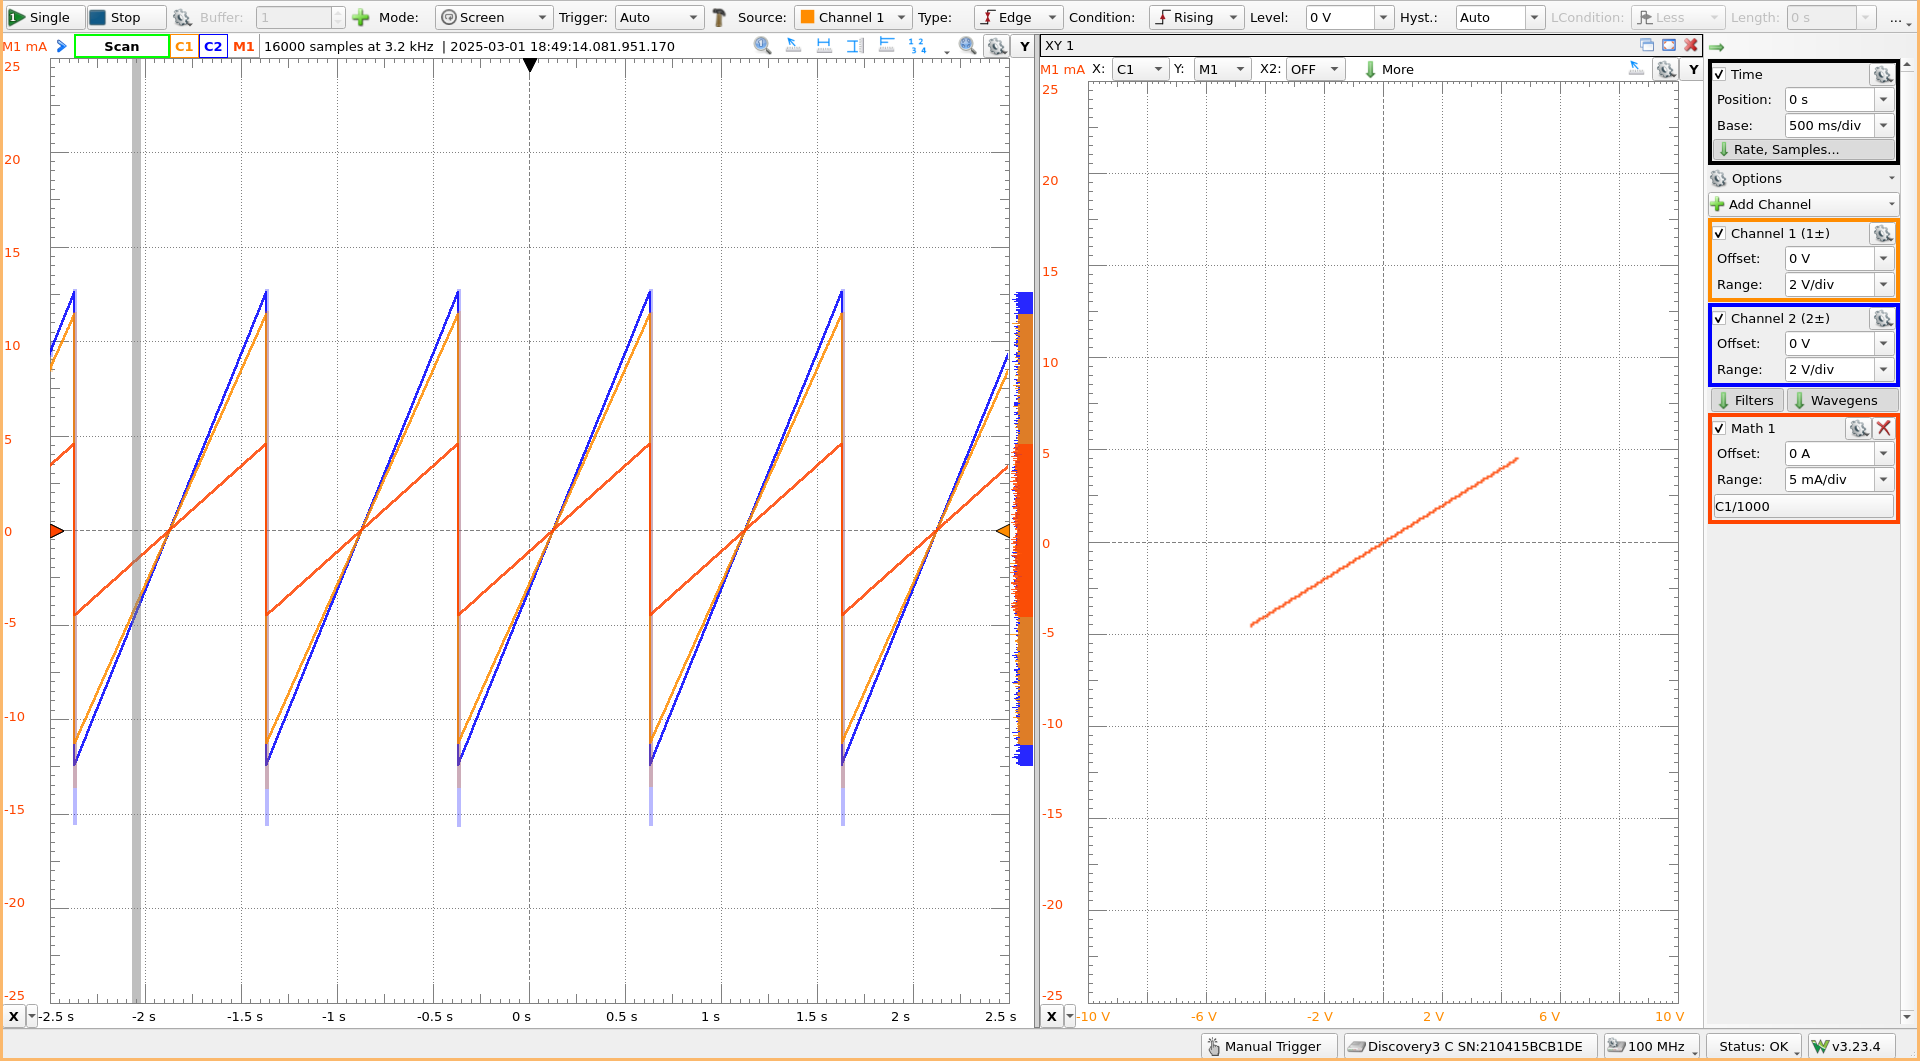 Single Stop Buffer: 1 Mode: Screen Trigger: Auto Source: Channel 1 Type: Edge Condition: Rising Level: 0 V Hyst.: Auto LCondition: Less Length: 0 s ...
M1 mA Scan C1 C2 M1 16000 samples at 3.2 kHz | 2025-03-01 18:49:14.081.951.170 Y
25
20
15
10
5
0
-5
-10
-15
-20
-25
X -2.5 s -2 s -1.5 s -1 s -0.5 s 0 s 0.5 s 1 s 1.5 s 2 s 2.5 s
XY 1
M1 mA X: C1 Y: M1 X2: OFF More Y
25
20
15
10
5
0
-5
-10
-15
-20
-25
X -10 V -6 V -2 V 2 V 6 V 10 V
Time
Position: 0 s
Base: 500 ms/div
Rate, Samples...
Options
Add Channel
Channel 1 (1±)
Offset: 0 V
Range: 2 V/div
Channel 2 (2±)
Offset: 0 V
Range: 2 V/div
Filters Wavegens
Math 1
Offset: 0 A
Range: 5 mA/div
C1/1000
Manual Trigger Discovery3 C SN:210415BCB1DE 100 MHz Status: OK v3.23.4